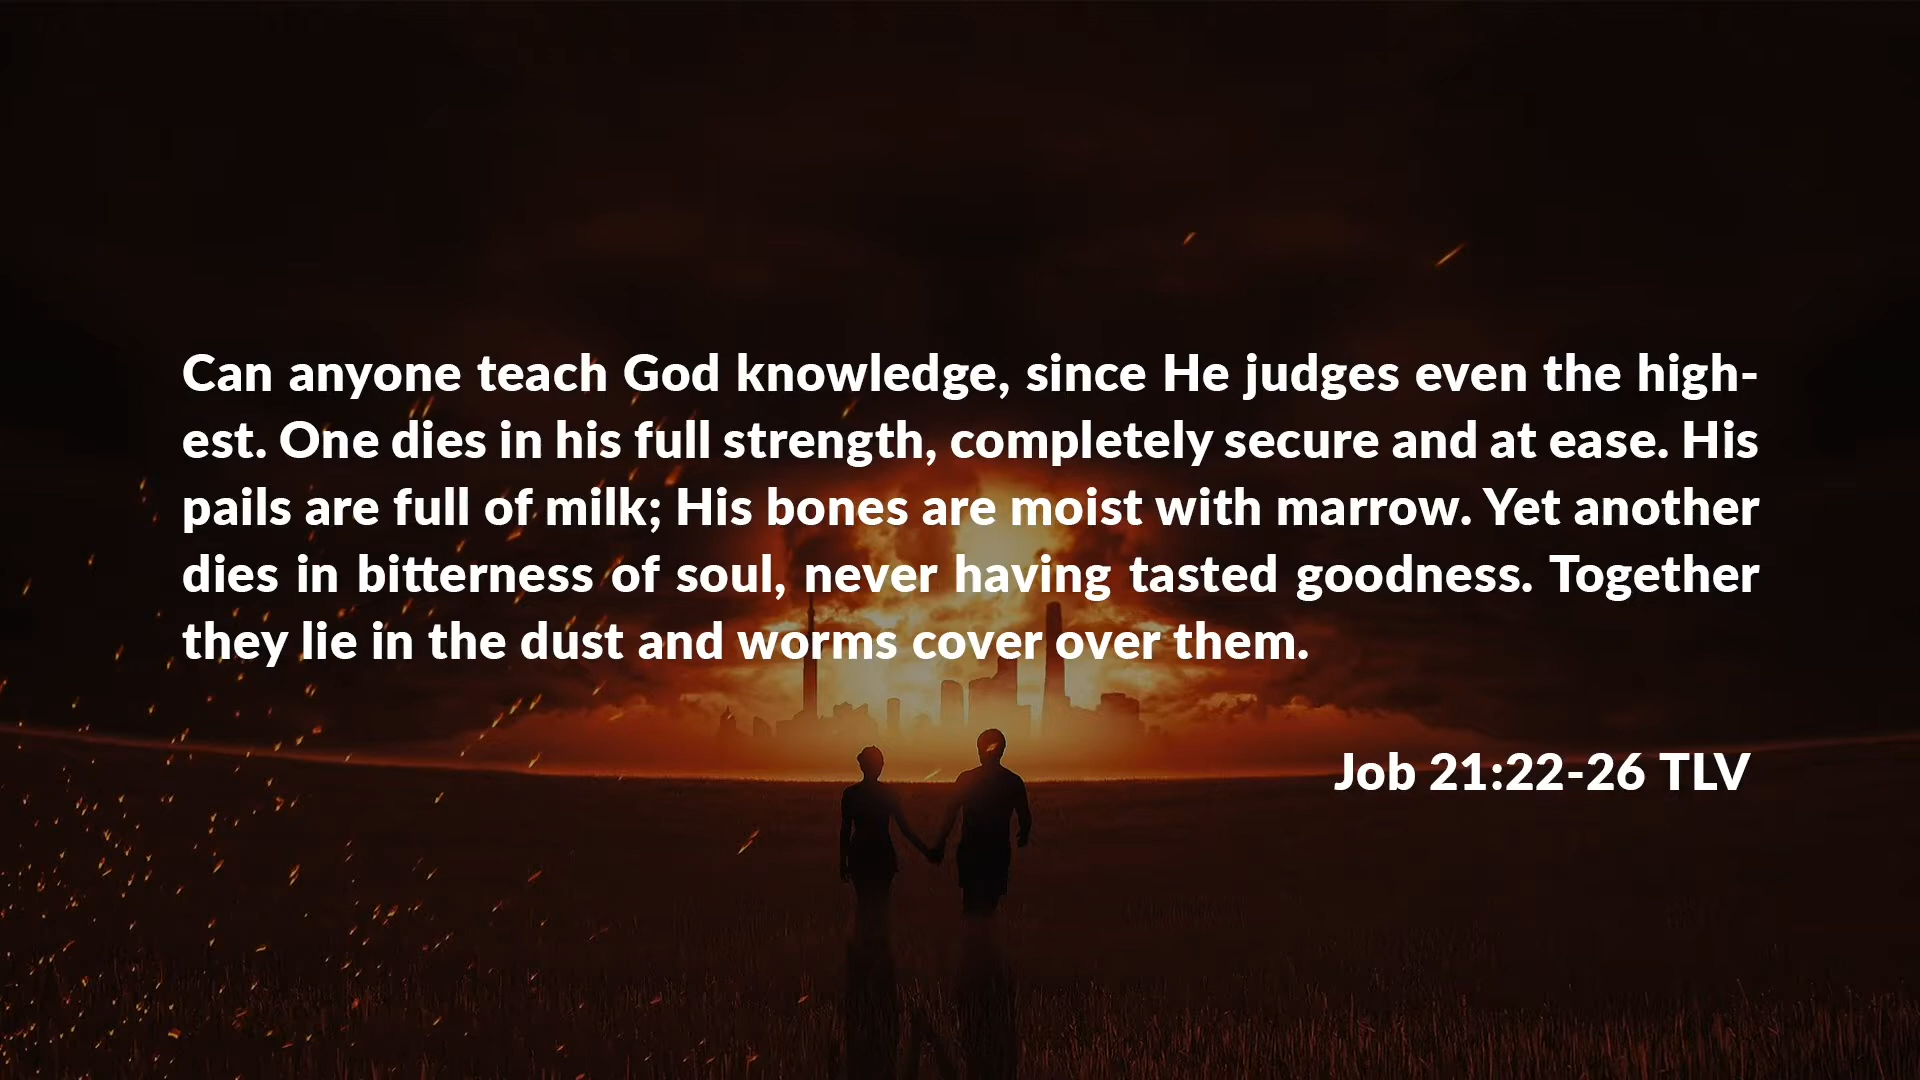 Can anyone teach God knowledge, since He judges even the high-
est. One dies in his full strength, completely secure and at ease. His
pails are full of milk; His bones are moist with marrow. Yet another
dies in bitterness of soul, never having tasted goodness. Together
they lie in the dust and worms cover over them.
Job 21:22-26 TLV